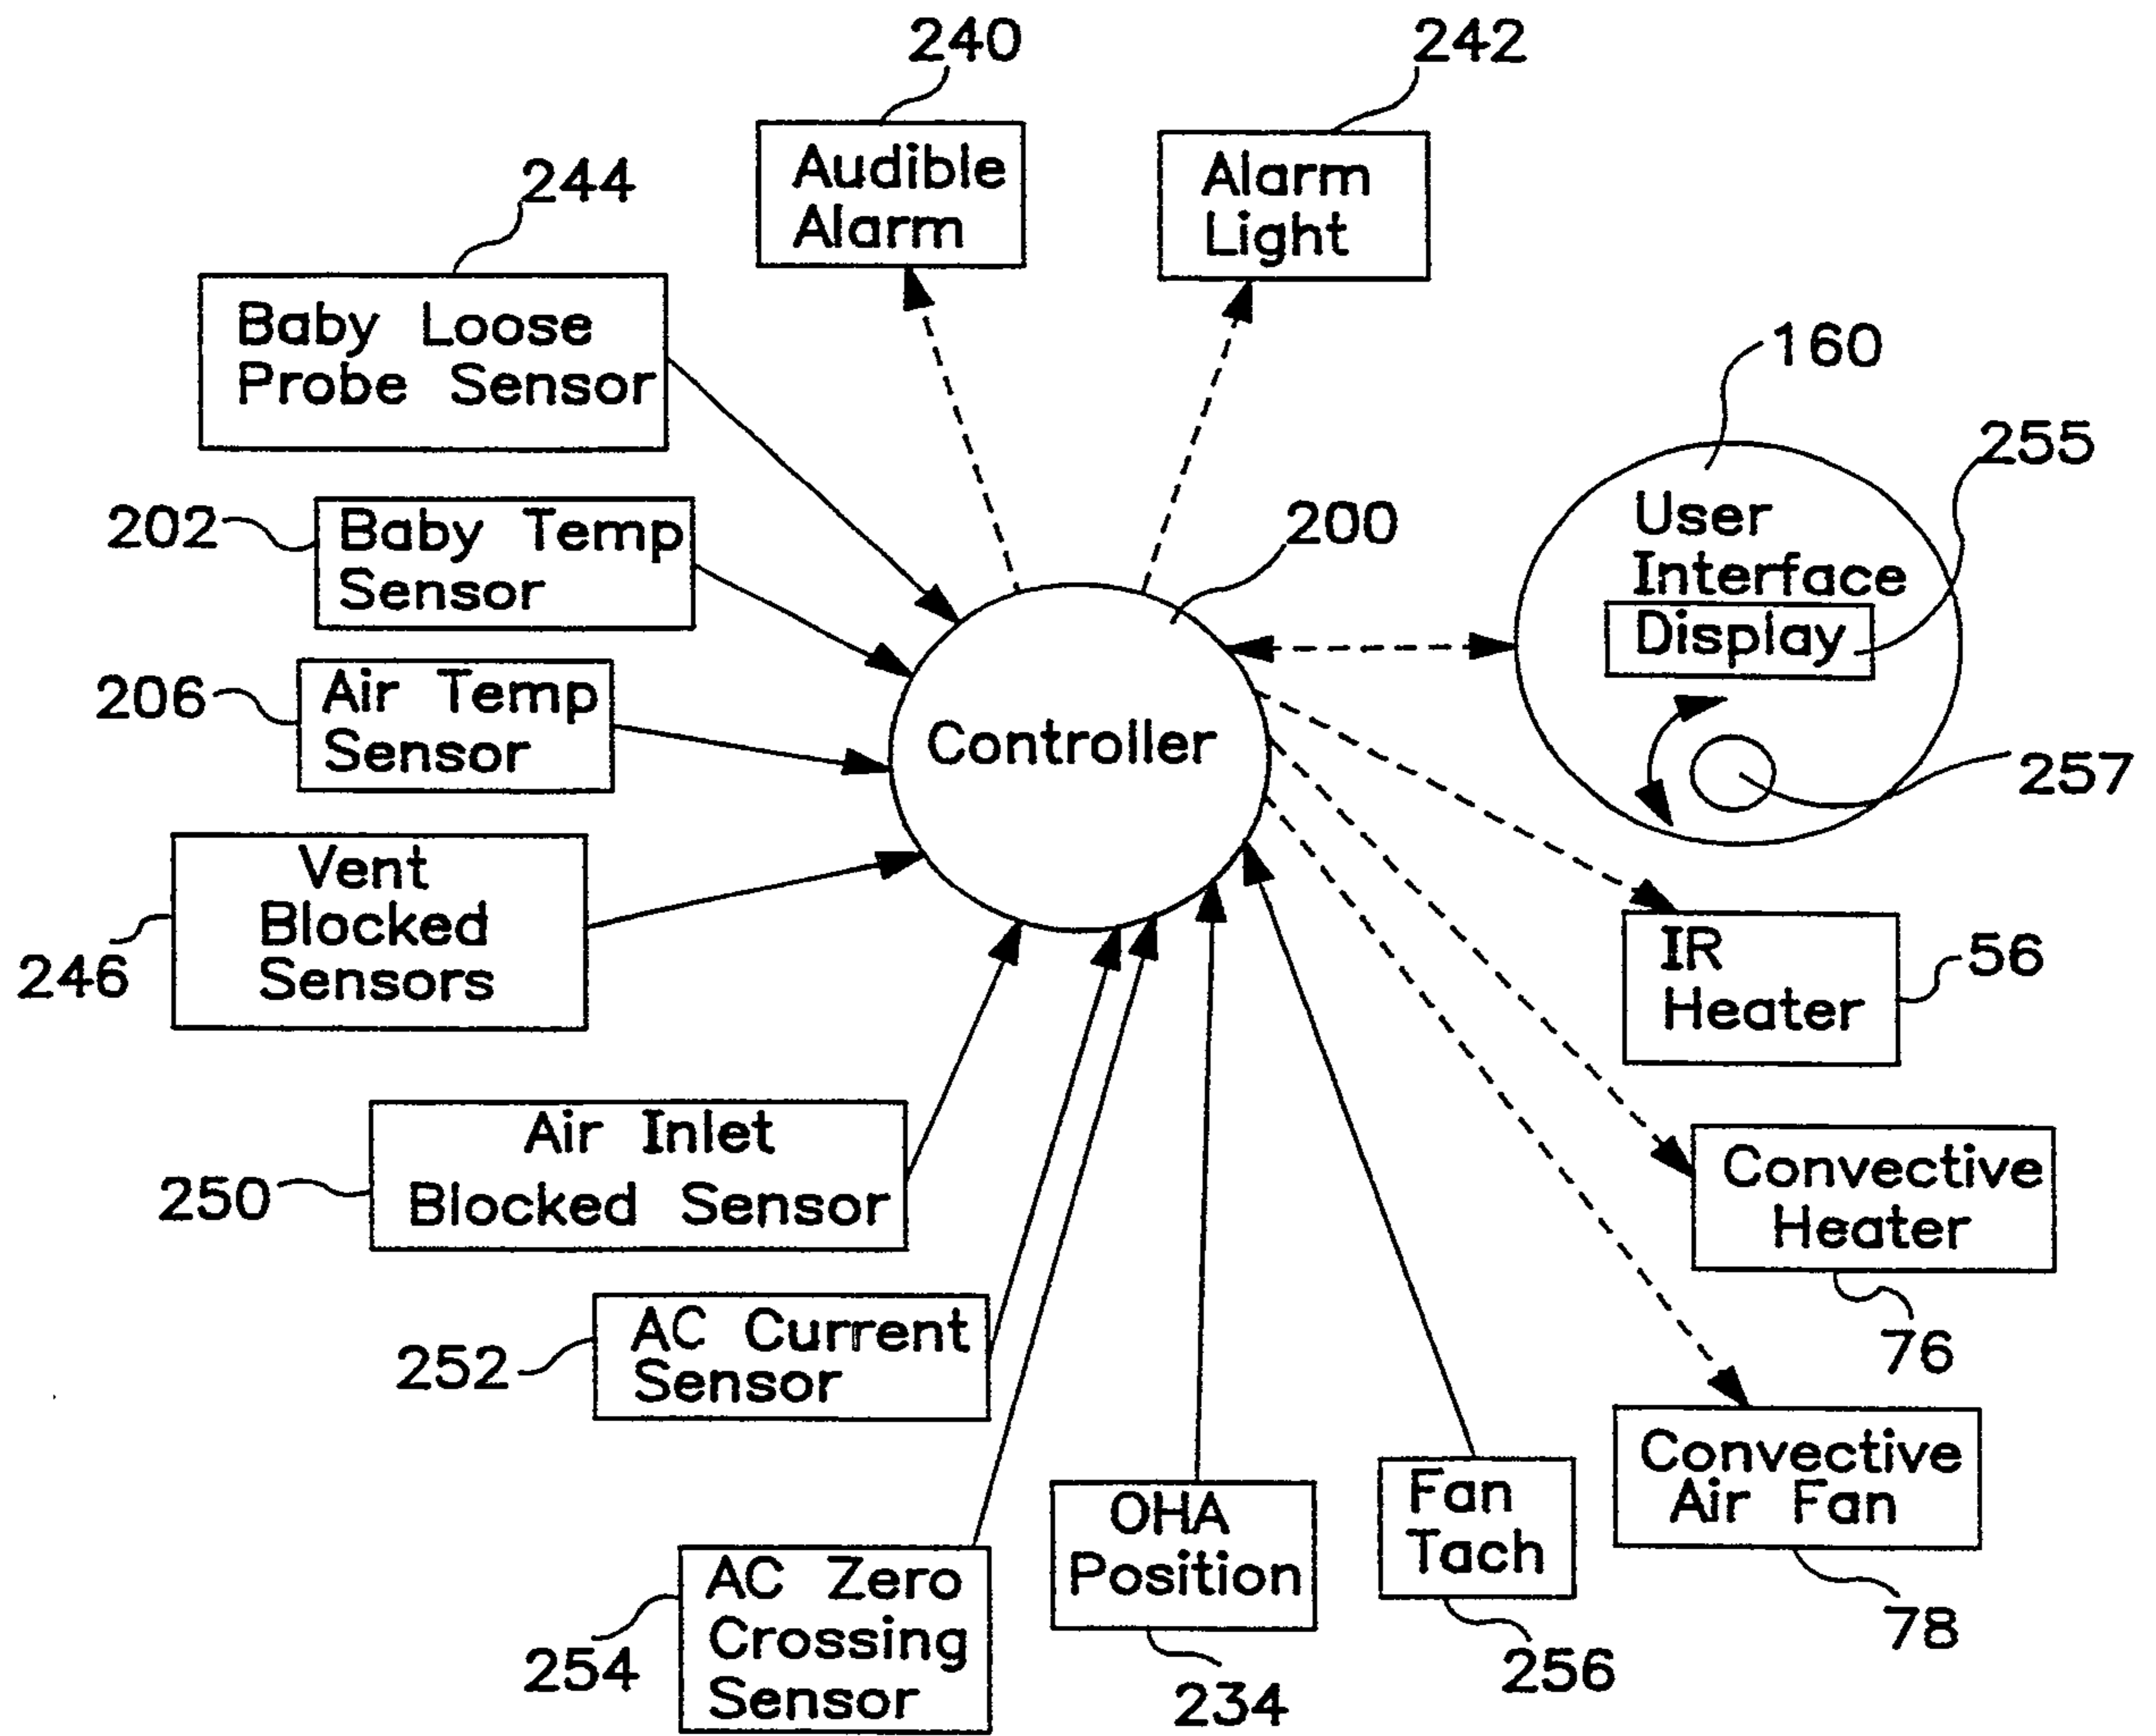 240
242
244
Audible
Alarm
Alarm
Light
Baby Loose
Probe Sensor
160
255
202
Baby Temp
Sensor
200
User
Interface
Display
206
Air Temp
Sensor
Controller
257
Vent
Blocked
Sensors
246
IR
Heater
56
Air Inlet
Blocked Sensor
250
Convective
Heater
76
AC Current
Sensor
252
Convective
Air Fan
78
OHA
Position
234
Fan
Tach
256
AC Zero
Crossing
Sensor
254